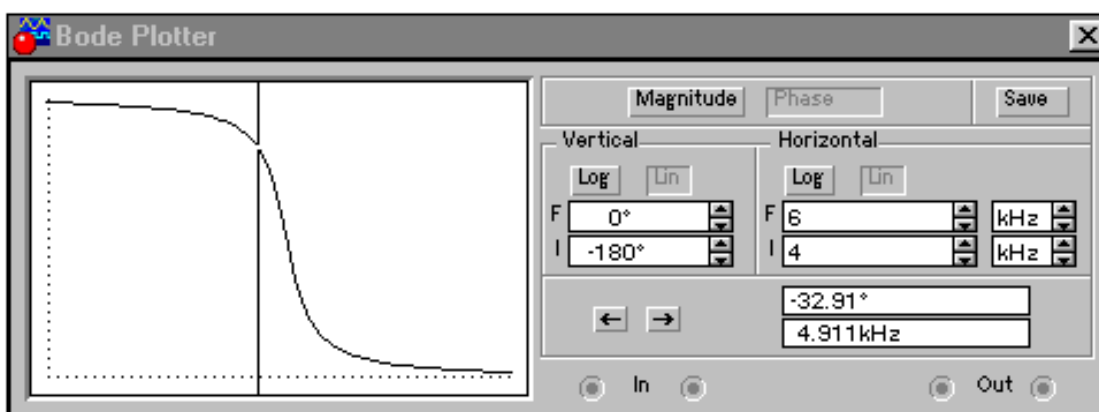 Bode Plotter
Magnitude Phase Save
Vertical Horizontal
Log Lin Log Lin
F 0° F 6 kHz
I -180° I 4 kHz
-32.91°
4.911kHz
In Out